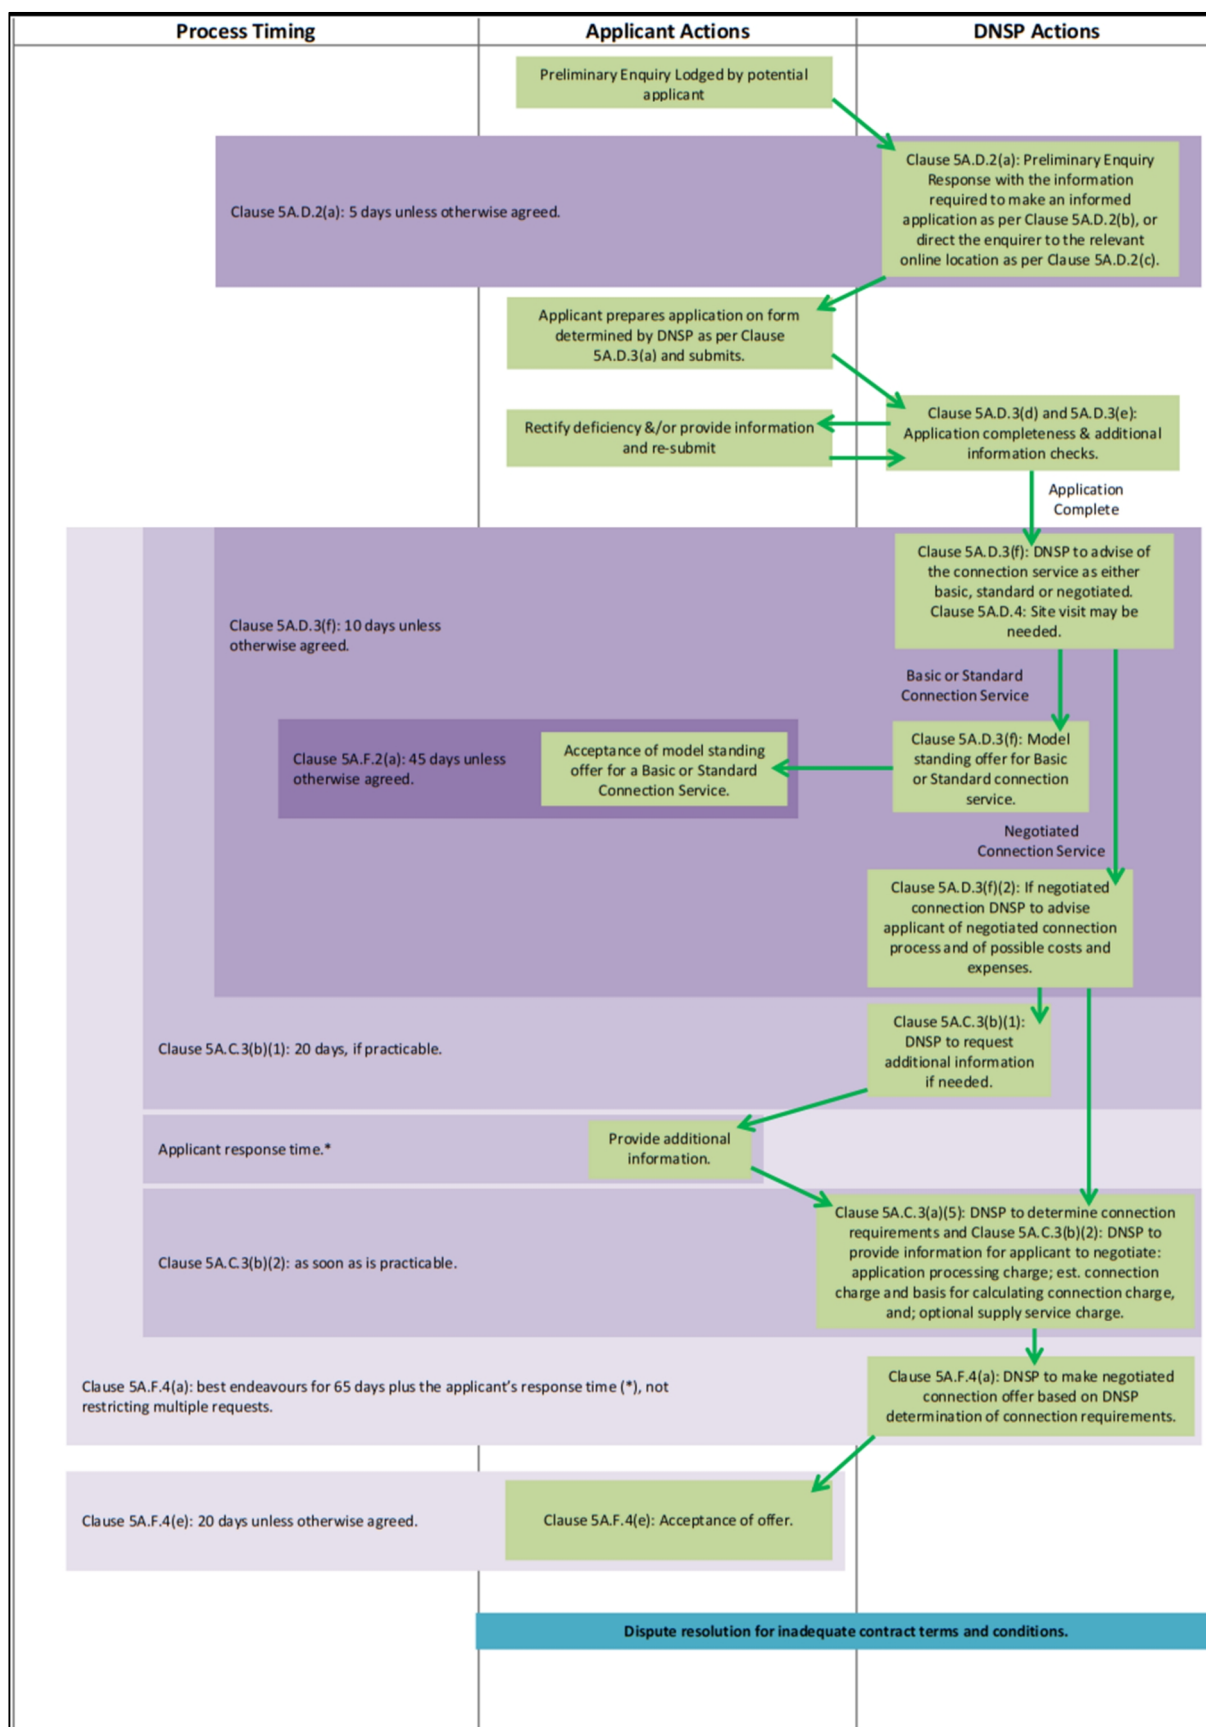 Process Timing
Applicant Actions
DNSP Actions
Preliminary Enquiry Lodged by potential
applicant
Clause 5A.D.2(a): 5 days unless otherwise agreed.
Clause 5A.D.2(a): Preliminary Enquiry
Response with the information
required to make an informed
application as per Clause 5A.D.2(b), or
direct the enquirer to the relevant
online location as per Clause 5A.D.2(c).
Applicant prepares application on form
determined by DNSP as per Clause
5A.D.3(a) and submits.
Rectify deficiency &/or provide information
and re-submit
Clause 5A.D.3(d) and 5A.D.3(e):
Application completeness & additional
information checks.
Application
Complete
Clause 5A.D.3(f): 10 days unless
otherwise agreed.
Clause 5A.D.3(f): DNSP to advise of
the connection service as either
basic, standard or negotiated.
Clause 5A.D.4: Site visit may be
needed.
Basic or Standard
Connection Service
Clause 5A.F.2(a): 45 days unless
otherwise agreed.
Acceptance of model standing
offer for a Basic or Standard
Connection Service.
Clause 5A.D.3(f): Model
standing offer for Basic
or Standard connection
service.
Negotiated
Connection Service
Clause 5A.D.3(f)(2): If negotiated
connection DNSP to advise
applicant of negotiated connection
process and of possible costs and
expenses.
Clause 5A.C.3(b)(1): 20 days, if practicable.
Clause 5A.C.3(b)(1):
DNSP to request
additional information
if needed.
Applicant response time.*
Provide additional
information.
Clause 5A.C.3(b)(2): as soon as is practicable.
Clause 5A.C.3(a)(5): DNSP to determine connection
requirements and Clause 5A.C.3(b)(2): DNSP to
provide information for applicant to negotiate:
application processing charge; est. connection
charge and basis for calculating connection charge,
and; optional supply service charge.
Clause 5A.F.4(a): best endeavours for 65 days plus the applicant's response time (*), not
restricting multiple requests.
Clause 5A.F.4(a): DNSP to make negotiated
connection offer based on DNSP
determination of connection requirements.
Clause 5A.F.4(e): 20 days unless otherwise agreed.
Clause 5A.F.4(e): Acceptance of offer.
Dispute resolution for inadequate contract terms and conditions.